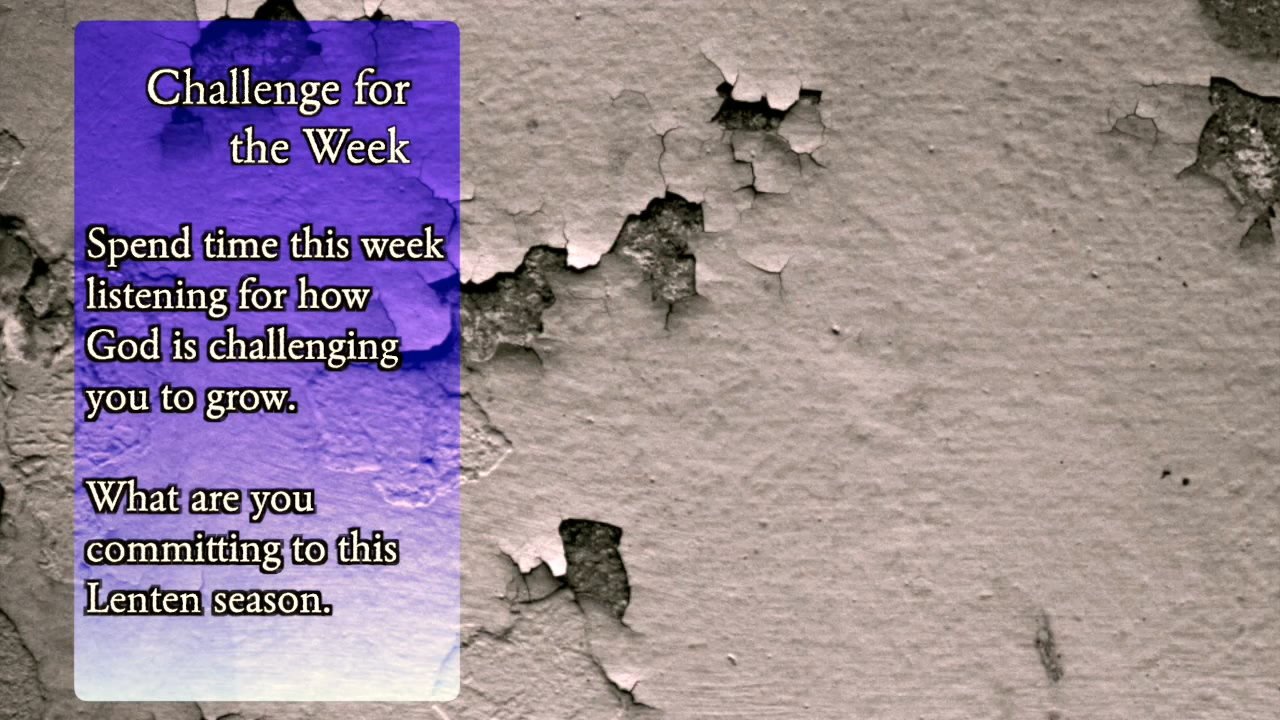 Challenge for
the Week
Spend time this week
listening for how
God is challenging
you to grow.
What are you
committing to this
Lenten season.